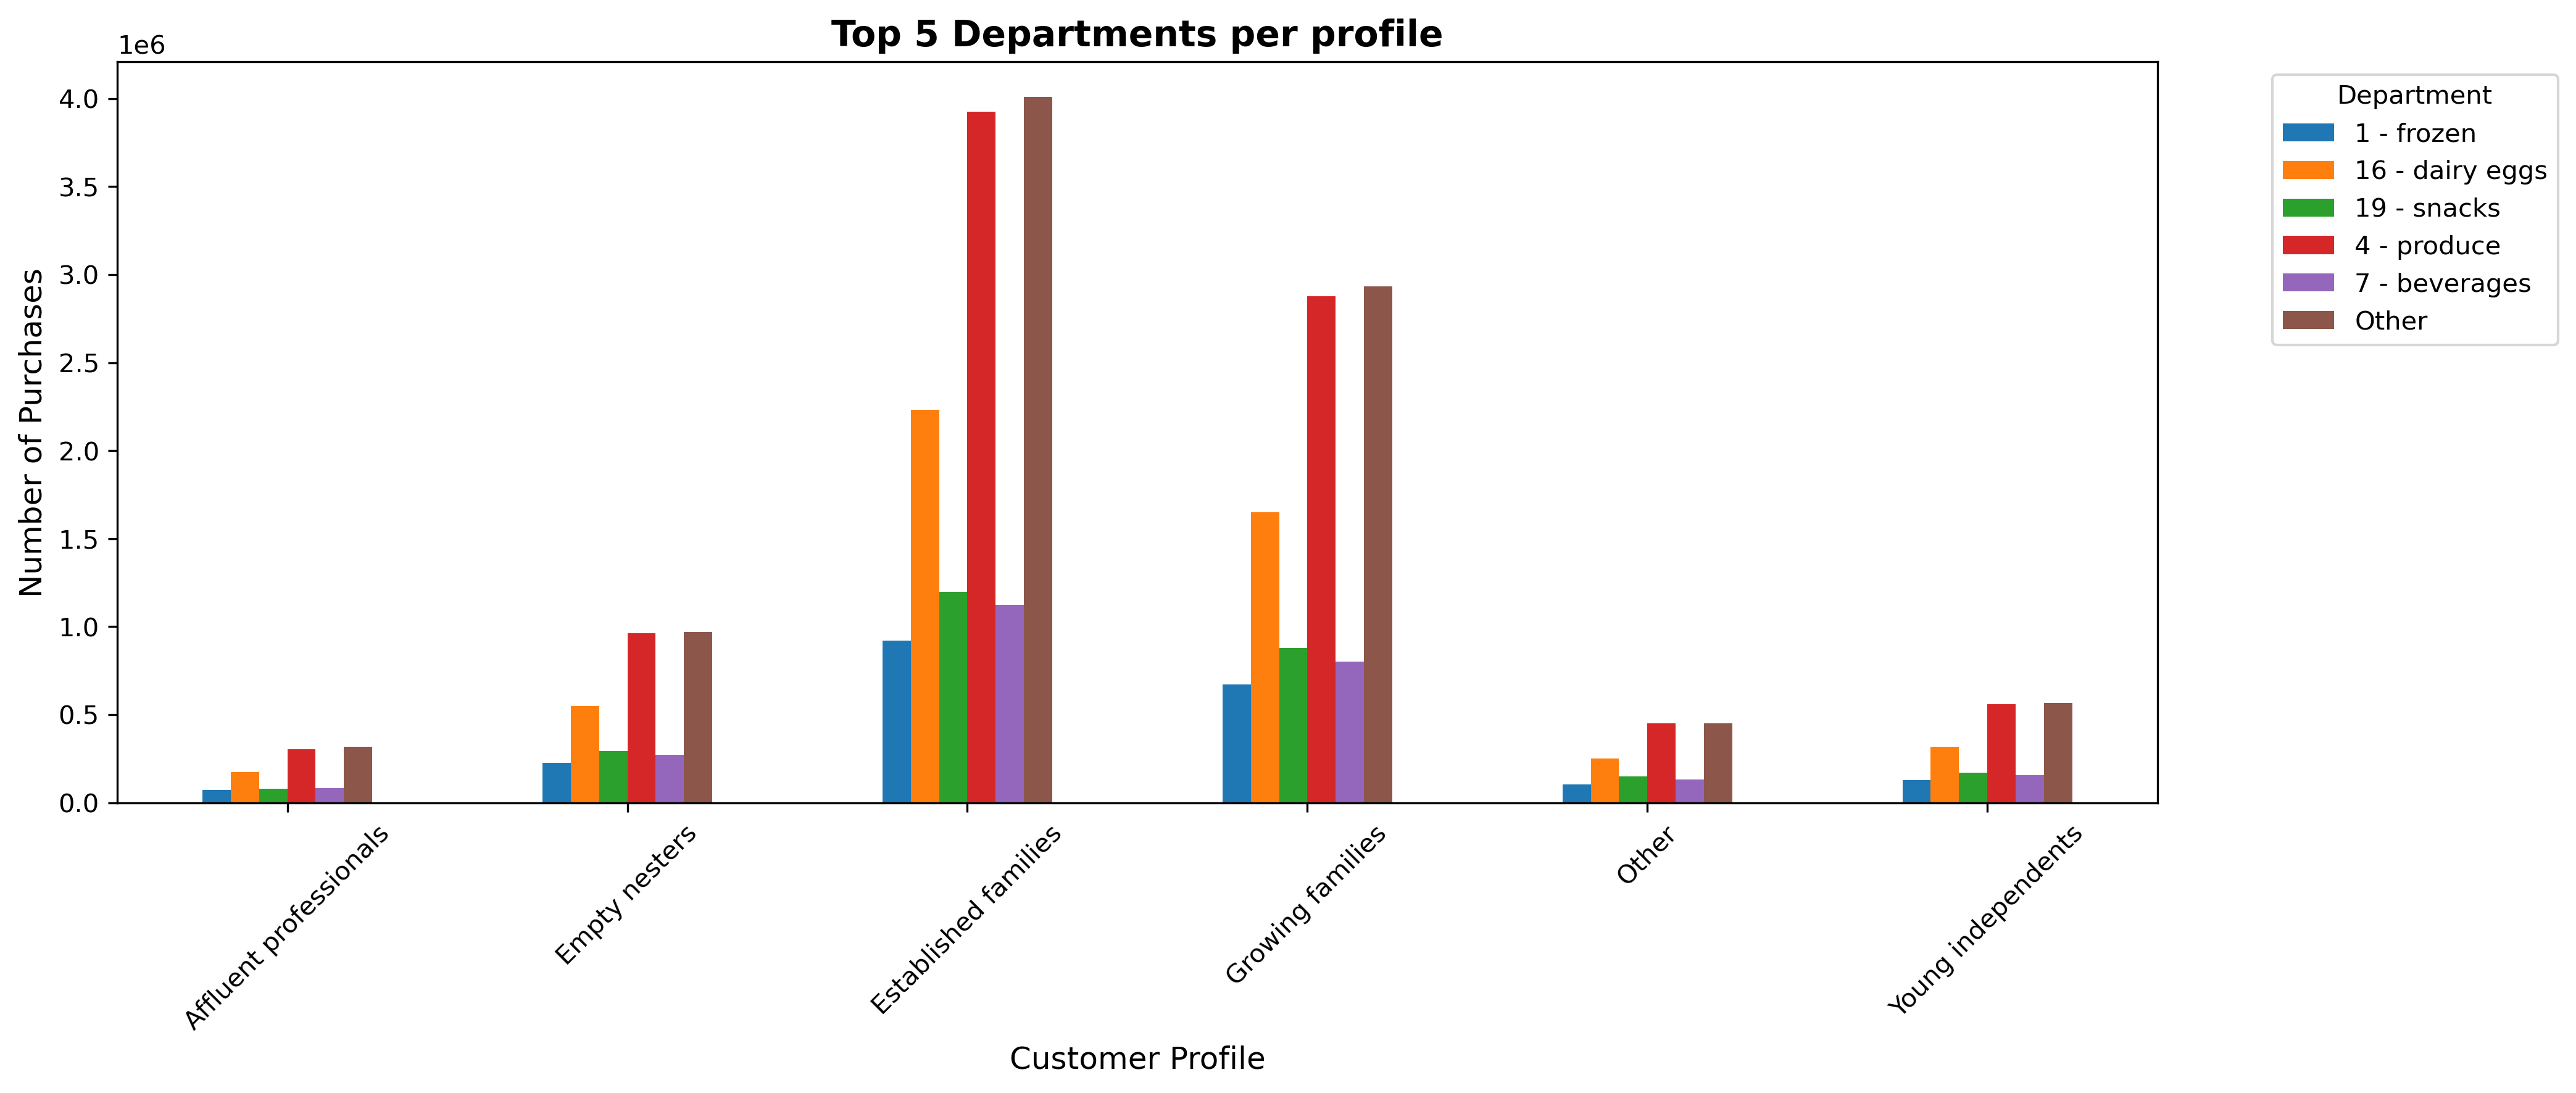 Top 5 Departments per profile
1e6
4.0
3.5
3.0
2.5
2.0
1.5
1.0
0.5
0.0
Number of Purchases
Affluent professionals
Empty nesters
Established families
Growing families
Other
Young independents
Customer Profile
Department
1 - frozen
16 - dairy eggs
19 - snacks
4 - produce
7 - beverages
Other